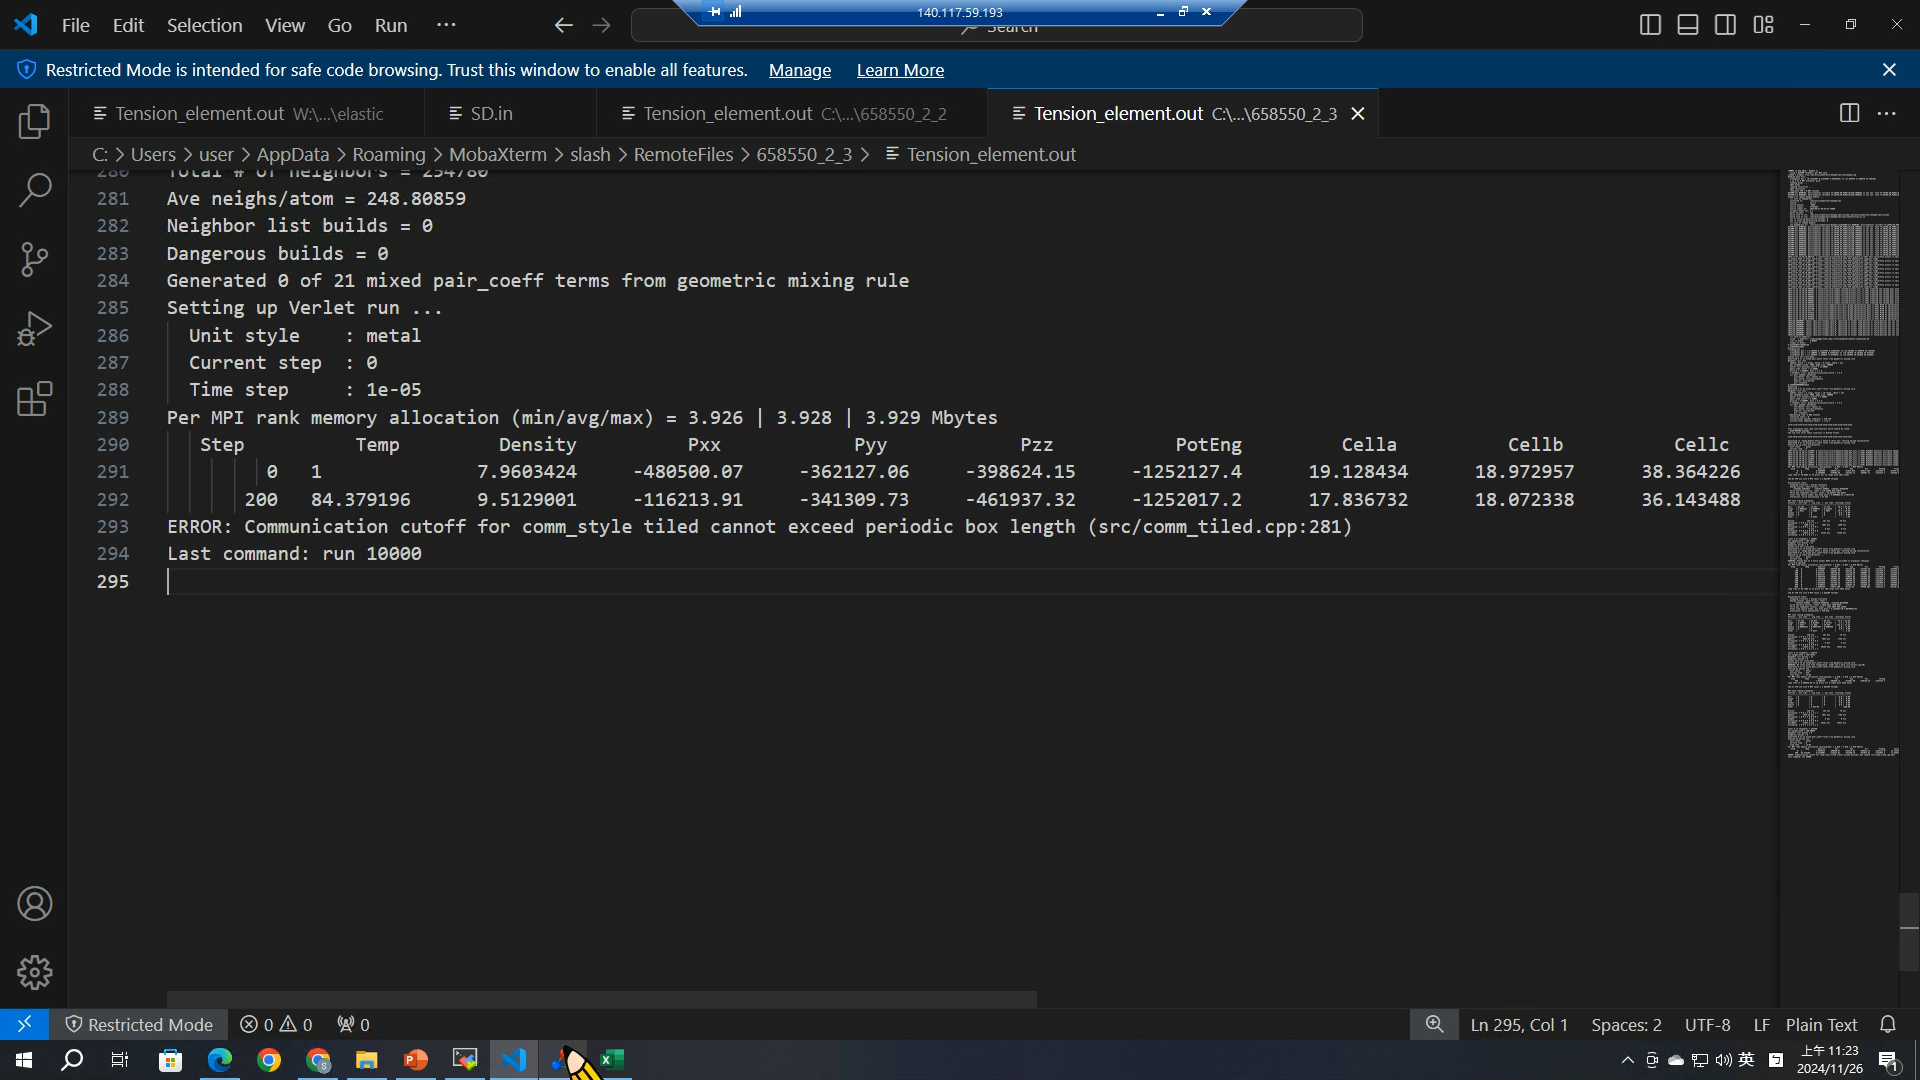 File Edit Selection View Go Run ···
140.117.59.193
Search
Restricted Mode is intended for safe code browsing. Trust this window to enable all features. Manage Learn More
Tension_element.out W:\...\elastic SD.in Tension_element.out C:\...\658550_2_2 Tension_element.out C:\...\658550_2_3
C: > Users > user > AppData > Roaming > MobaXterm > slash > RemoteFiles > 658550_2_3 > Tension_element.out
280 Total # of neighbors = 254780
281 Ave neighs/atom = 248.80859
282 Neighbor list builds = 0
283 Dangerous builds = 0
284 Generated 0 of 21 mixed pair_coeff terms from geometric mixing rule
285 Setting up Verlet run ...
286 Unit style : metal
287 Current step : 0
288 Time step : 1e-05
289 Per MPI rank memory allocation (min/avg/max) = 3.926 | 3.928 | 3.929 Mbytes
290 Step Temp Density Pxx Pyy Pzz PotEng Cella Cellb Cellc
291 0 1 7.9603424 -480500.07 -362127.06 -398624.15 -1252127.4 19.128434 18.972957 38.364226
292 200 84.379196 9.5129001 -116213.91 -341309.73 -461937.32 -1252017.2 17.836732 18.072338 36.143488
293 ERROR: Communication cutoff for comm_style tiled cannot exceed periodic box length (src/comm_tiled.cpp:281)
294 Last command: run 10000
295
Restricted Mode 0 0 0 Ln 295, Col 1 Spaces: 2 UTF-8 LF Plain Text
英 上午 11:23
2024/11/26 1